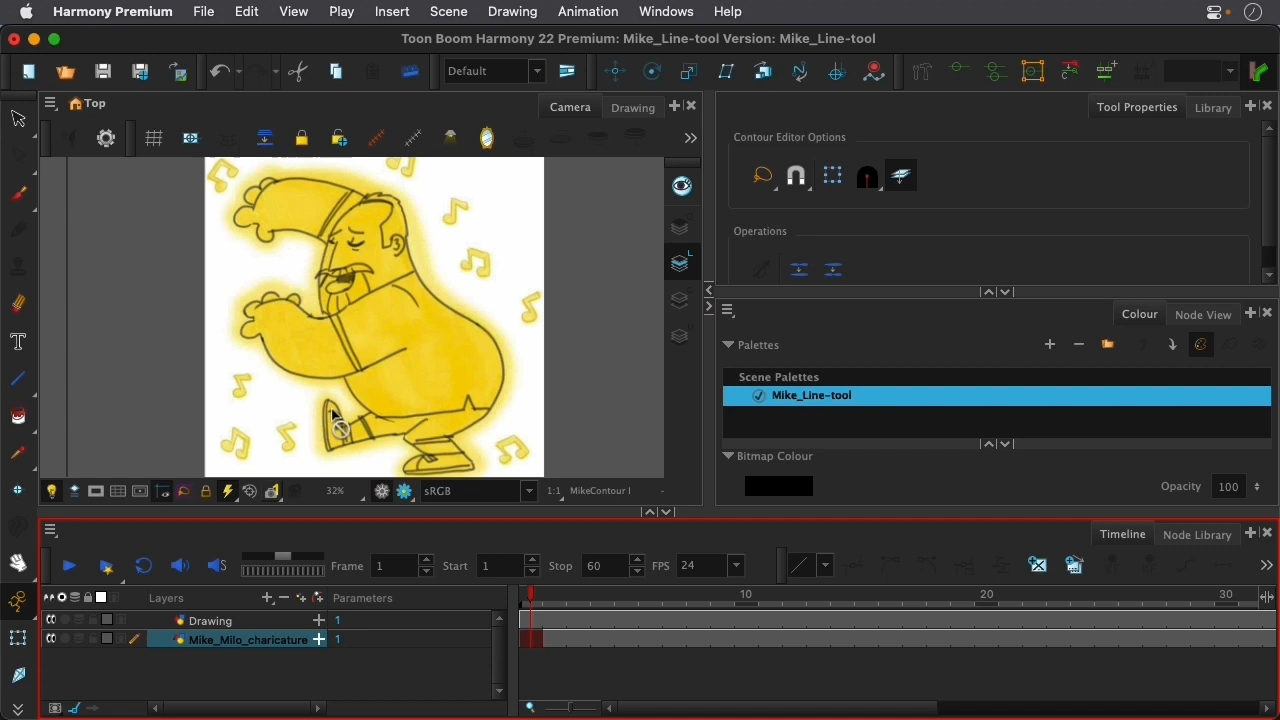 Harmony Premium File Edit View Play Insert Scene Drawing Animation Windows Help
Toon Boom Harmony 22 Premium: Mike_Line-tool Version: Mike_Line-tool
Default
Top
Camera
Drawing
Tool Properties
Library
Contour Editor Options
Operations
Colour
Node View
Palettes
Scene Palettes
Mike_Line-tool
Bitmap Colour
Opacity 100
32%
sRGB
1:1
MikeContour I
Timeline
Node Library
Frame 1 Start 1 Stop 60 FPS 24
Layers
Parameters
10 20 30
Drawing 1
Mike_Milo_charicature 1